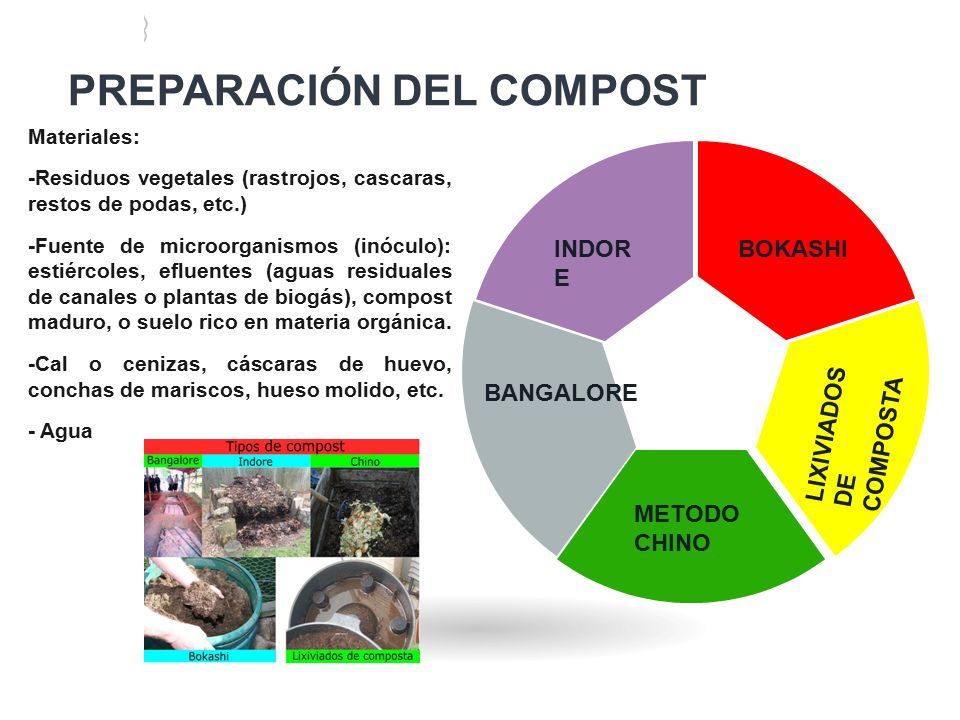 PREPARACIÓN DEL COMPOST
Materiales:
-Residuos vegetales (rastrojos, cascaras,
restos de podas, etc.)
-Fuente de microorganismos (inóculo):
estiércoles, efluentes (aguas residuales
de canales o plantas de biogás), compost
maduro, o suelo rico en materia orgánica.
-Cal o cenizas, cáscaras de huevo,
conchas de mariscos, hueso molido, etc.
- Agua
Tipos de compost
Bangalore
Indore
Chino
Bokashi
Lixiviados de composta
INDOR
E
BOKASHI
BANGALORE
LIXIVIADOS
DE
COMPOSTA
METODO
CHINO